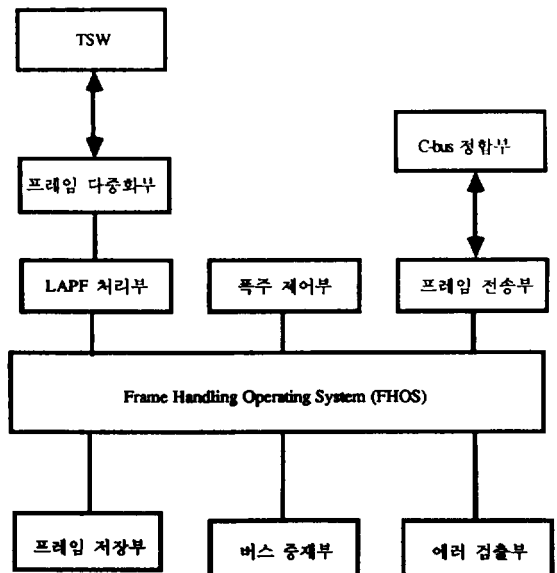 TSW
C-bus 정합부
프레임 다중화부
LAPF 처리부
폭주 제어부
프레임 전송부
Frame Handling Operating System (FHOS)
프레임 저장부
버스 중재부
에러 검출부